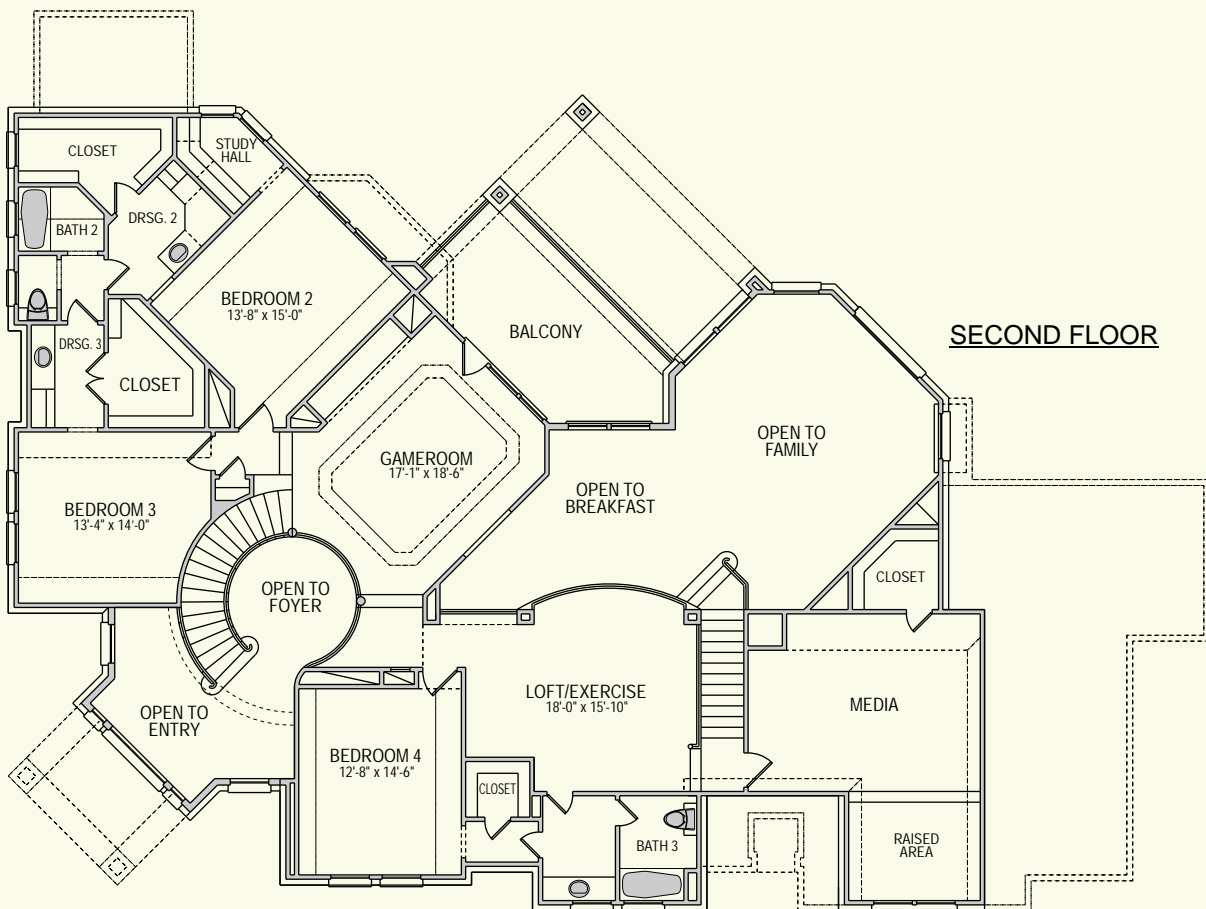 CLOSET
STUDY
HALL
DRSG. 2
BATH 2
BEDROOM 2
13'-8" x 15'-0"
BALCONY
SECOND FLOOR
DRSG. 3
CLOSET
OPEN TO
FAMILY
GAMEROOM
17'-1" x 18'-6"
OPEN TO
BREAKFAST
BEDROOM 3
13'-4" x 14'-0"
CLOSET
OPEN TO
FOYER
LOFT/EXERCISE
18'-0" x 15'-10"
MEDIA
OPEN TO
ENTRY
BEDROOM 4
12'-8" x 14'-6"
CLOSET
BATH 3
RAISED
AREA